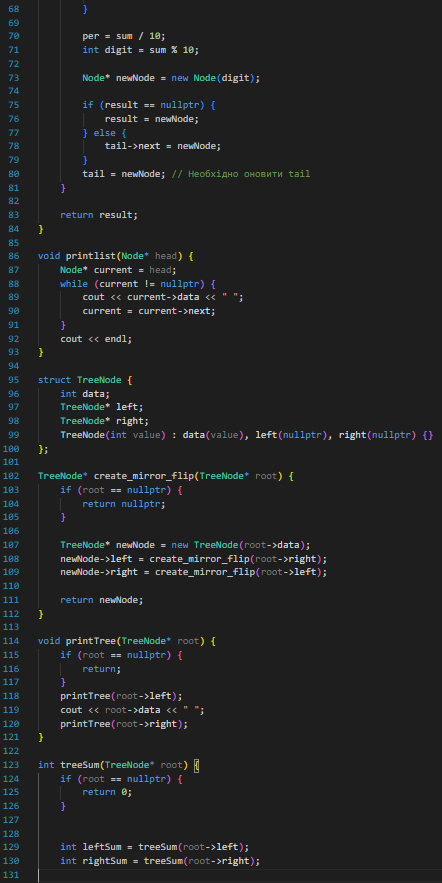 68         }
69
70         per = sum / 10;
71         int digit = sum % 10;
72
73         Node* newNode = new Node(digit);
74
75         if (result == nullptr) {
76             result = newNode;
77         } else {
78             tail->next = newNode;
79         }
80         tail = newNode; // Необхідно оновити tail
81     }
82
83     return result;
84 }
85
86 void printlist(Node* head) {
87     Node* current = head;
88     while (current != nullptr) {
89         cout << current->data << " ";
90         current = current->next;
91     }
92     cout << endl;
93 }
94
95 struct TreeNode {
96     int data;
97     TreeNode* left;
98     TreeNode* right;
99     TreeNode(int value) : data(value), left(nullptr), right(nullptr) {}
100 };
101
102 TreeNode* create_mirror_flip(TreeNode* root) {
103     if (root == nullptr) {
104         return nullptr;
105     }
106
107     TreeNode* newNode = new TreeNode(root->data);
108     newNode->left = create_mirror_flip(root->right);
109     newNode->right = create_mirror_flip(root->left);
110
111     return newNode;
112 }
113
114 void printTree(TreeNode* root) {
115     if (root == nullptr) {
116         return;
117     }
118     printTree(root->left);
119     cout << root->data << " ";
120     printTree(root->right);
121 }
122
123 int treeSum(TreeNode* root) {
124     if (root == nullptr) {
125         return 0;
126     }
127
128
129     int leftSum = treeSum(root->left);
130     int rightSum = treeSum(root->right);
131